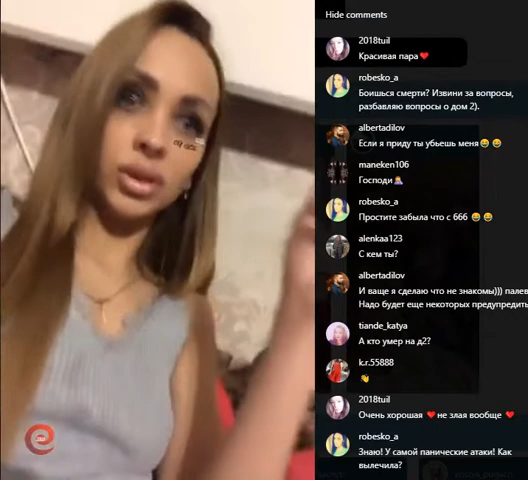 Hide comments
2018tuil
Красивая пара❤️
robesko_a
Боишься смерти? Извини за вопросы,
разбавляю вопросы о дом 2).
albertadilov
Если я приду ты убьешь меня😄 😄
maneken106
Господи🤦‍♀️
robesko_a
Простите забыла что с 666 😄 😄
alenkaa123
С кем ты?
albertadilov
И ваще я сделаю что не знакомы))) палев
Надо будет еще некоторых предупредить
tiande_katya
А кто умер на д2?
k.r.55888
👏
2018tuil
Очень хорошая ❤️не злая вообще ❤️
robesko_a
Знаю! У самой панические атаки! Как
вылечила?